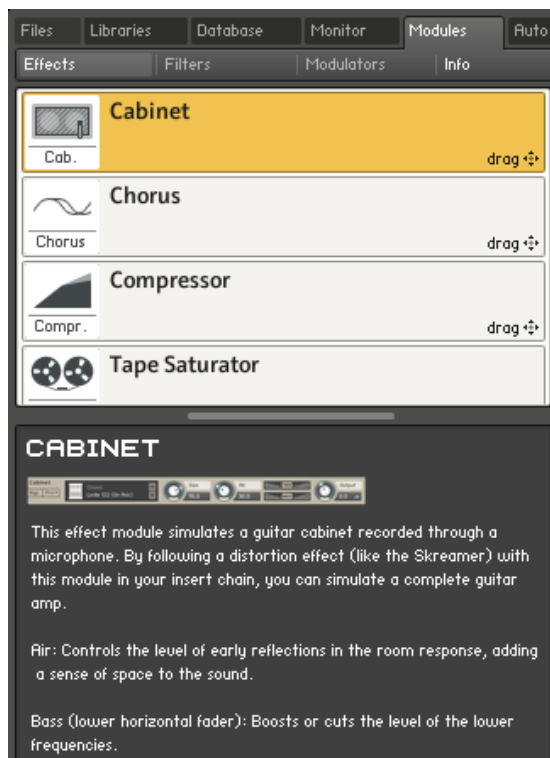 Files Libraries Database Monitor Modules Auto
Effects Filters Modulators Info
Cabinet
Cab.
drag
Chorus
Chorus
drag
Compressor
Compr.
drag
Tape Saturator
CABINET
Cabinet
This effect module simulates a guitar cabinet recorded through a
microphone. By following a distortion effect (like the Skreamer) with
this module in your insert chain, you can simulate a complete guitar
amp.
Air: Controls the level of early reflections in the room response, adding
a sense of space to the sound.
Bass (lower horizontal fader): Boosts or cuts the level of the lower
frequencies.